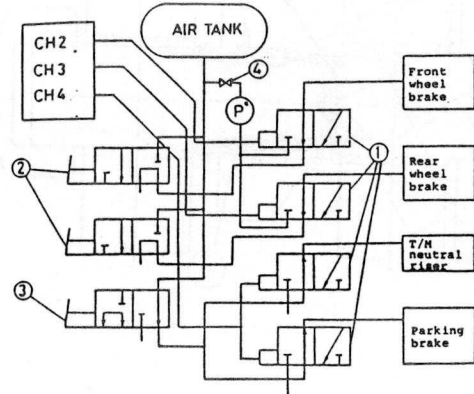 CH2
CH3
CH4
AIR TANK
④
P
Front
wheel
brake
①
②
Rear
wheel
brake
T/M
neutral
riser
③
Parking
brake